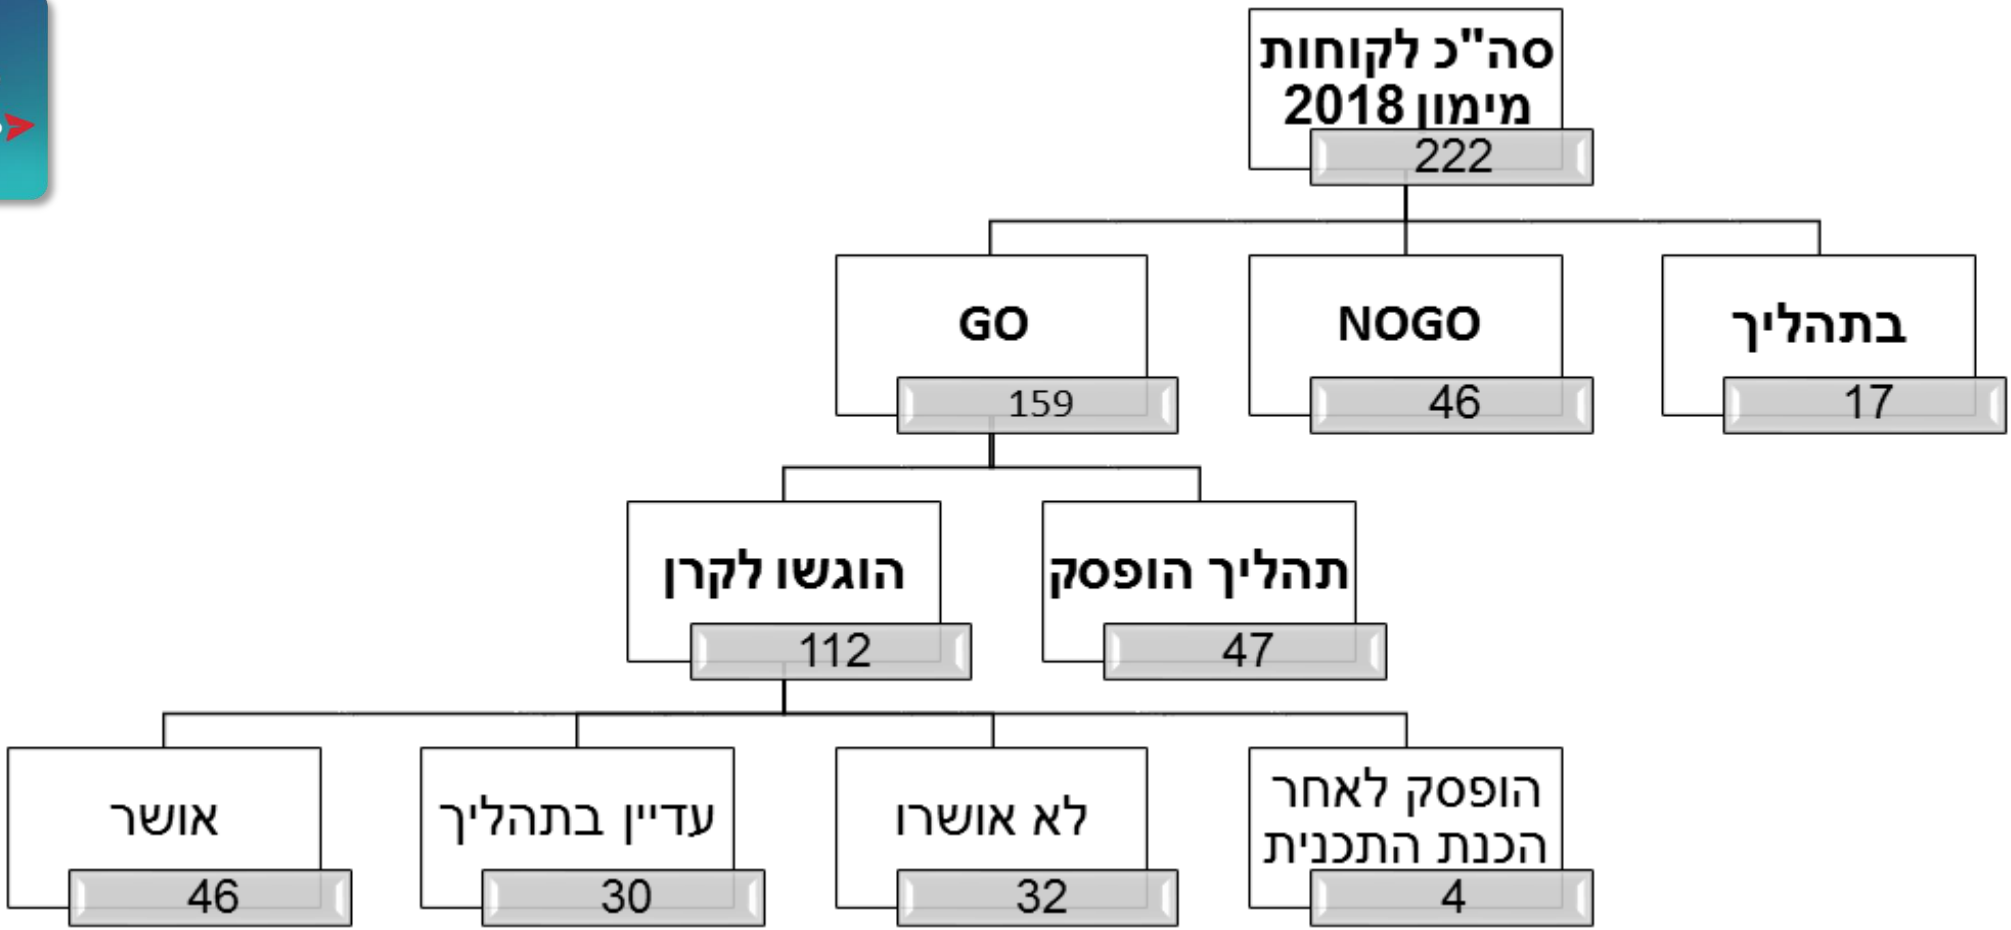 סה"כ לקוחות
מימון 2018
222
בתהליך
17
NOGO
46
GO
159
תהליך הופסק
47
הוגשו לקרן
112
הופסק לאחר
הכנת התכנית
4
לא אושרו
32
עדיין בתהליך
30
אושר
46